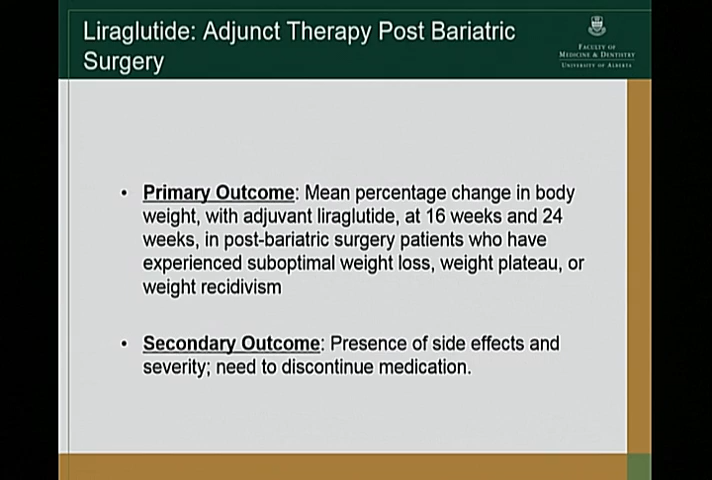 Liraglutide: Adjunct Therapy Post Bariatric
Surgery
FACULTY OF
MEDICINE & DENTISTRY
UNIVERSITY OF ALBERTA
• Primary Outcome: Mean percentage change in body
weight, with adjuvant liraglutide, at 16 weeks and 24
weeks, in post-bariatric surgery patients who have
experienced suboptimal weight loss, weight plateau, or
weight recidivism
• Secondary Outcome: Presence of side effects and
severity; need to discontinue medication.